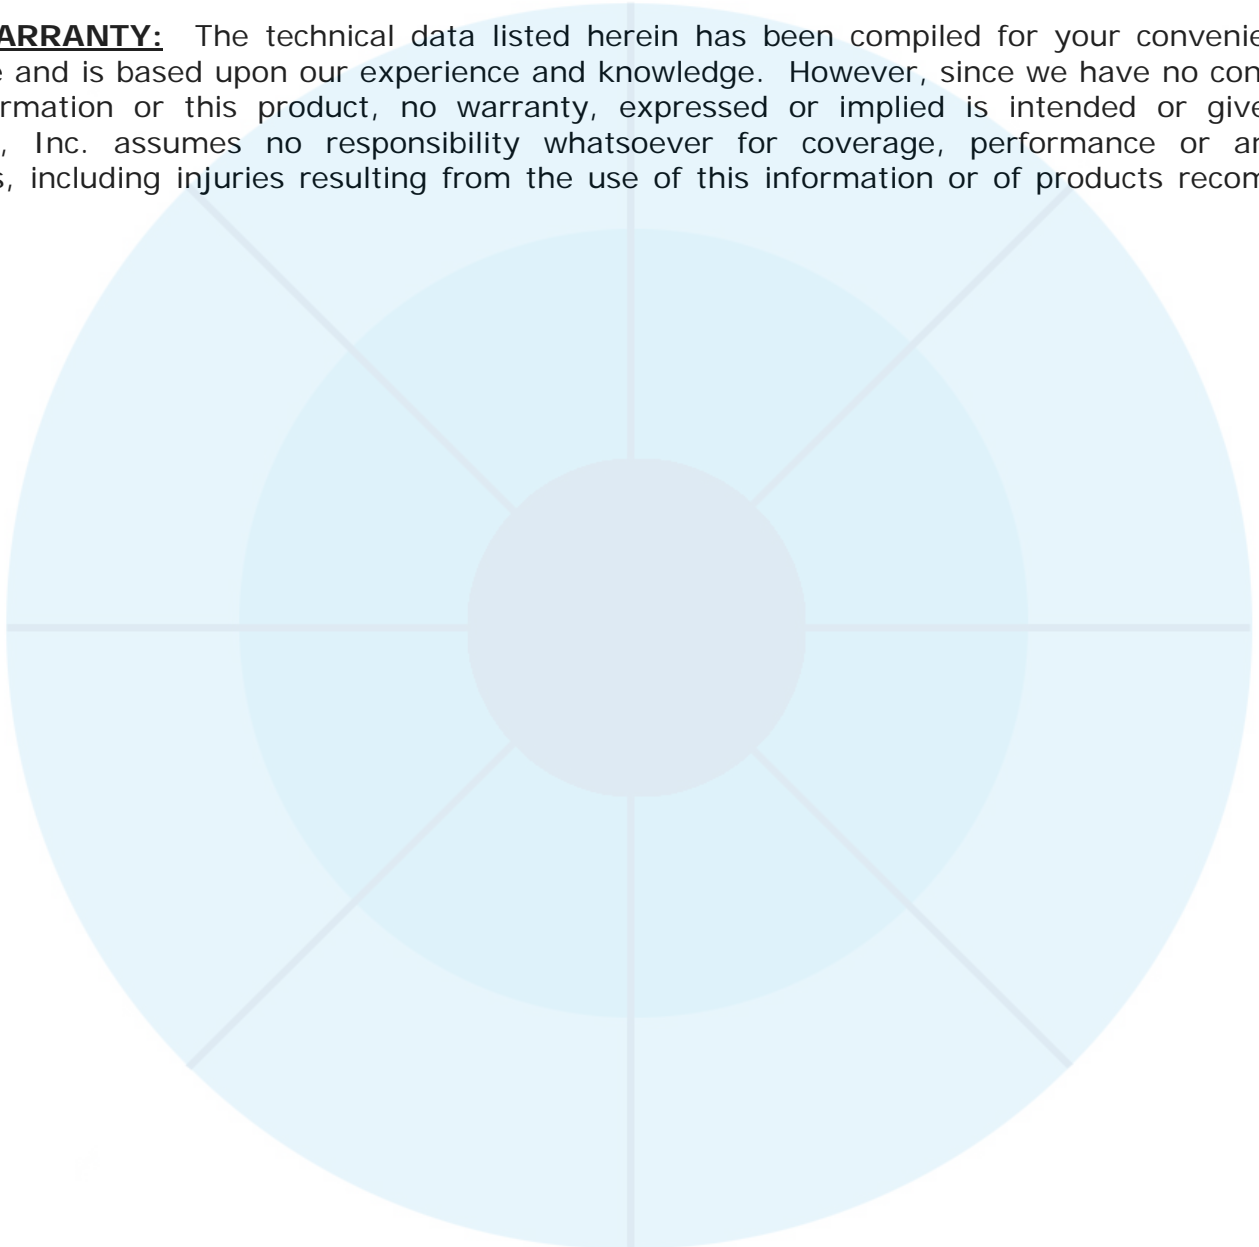 ARRANTY: The technical data listed herein has been compiled for your convenie
and is based upon our experience and knowledge. However, since we have no con
rmation or this product, no warranty, expressed or implied is intended or give
, Inc. assumes no responsibility whatsoever for coverage, performance or a
s, including injuries resulting from the use of this information or of products recom